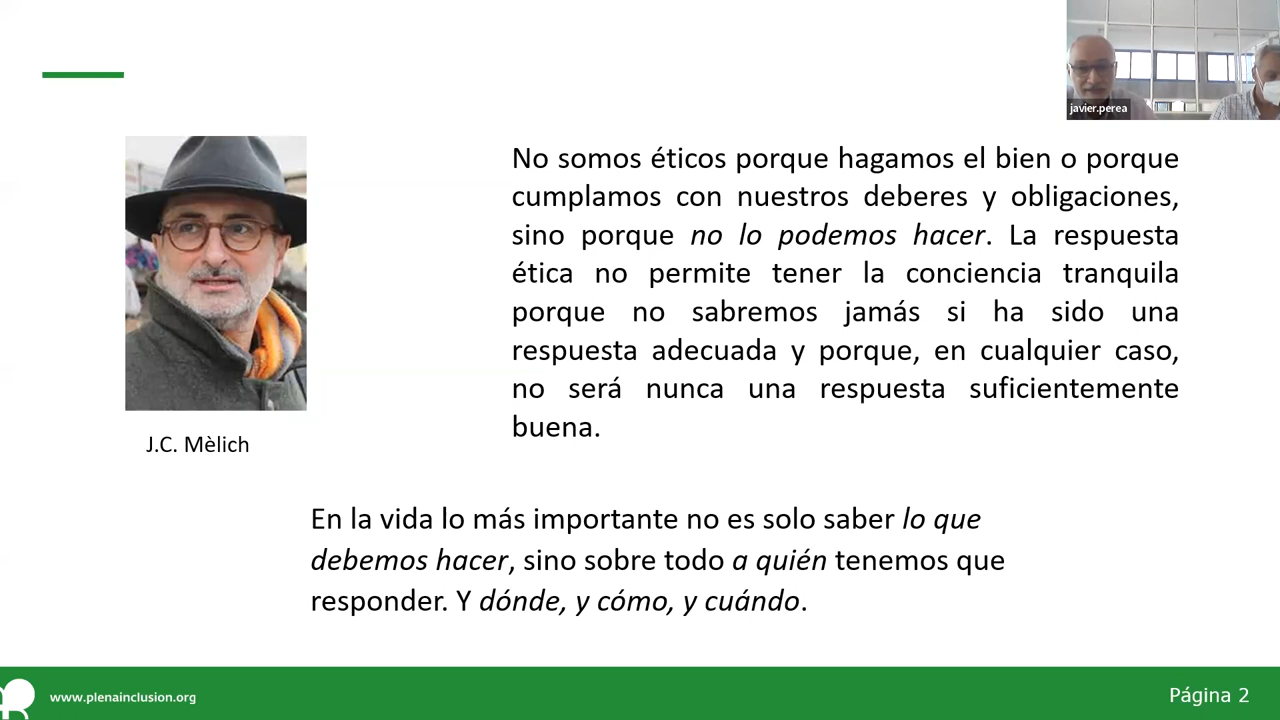 javier.perea
No somos éticos porque hagamos el bien o porque
cumplamos con nuestros deberes y obligaciones,
sino porque no lo podemos hacer. La respuesta
ética no permite tener la conciencia tranquila
porque no sabremos jamás si ha sido una
respuesta adecuada y porque, en cualquier caso,
no será nunca una respuesta suficientemente
buena.
J.C. Mèlich
En la vida lo más importante no es solo saber lo que
debemos hacer, sino sobre todo a quién tenemos que
responder. Y dónde, y cómo, y cuándo.
www.plenainclusion.org
Página 2